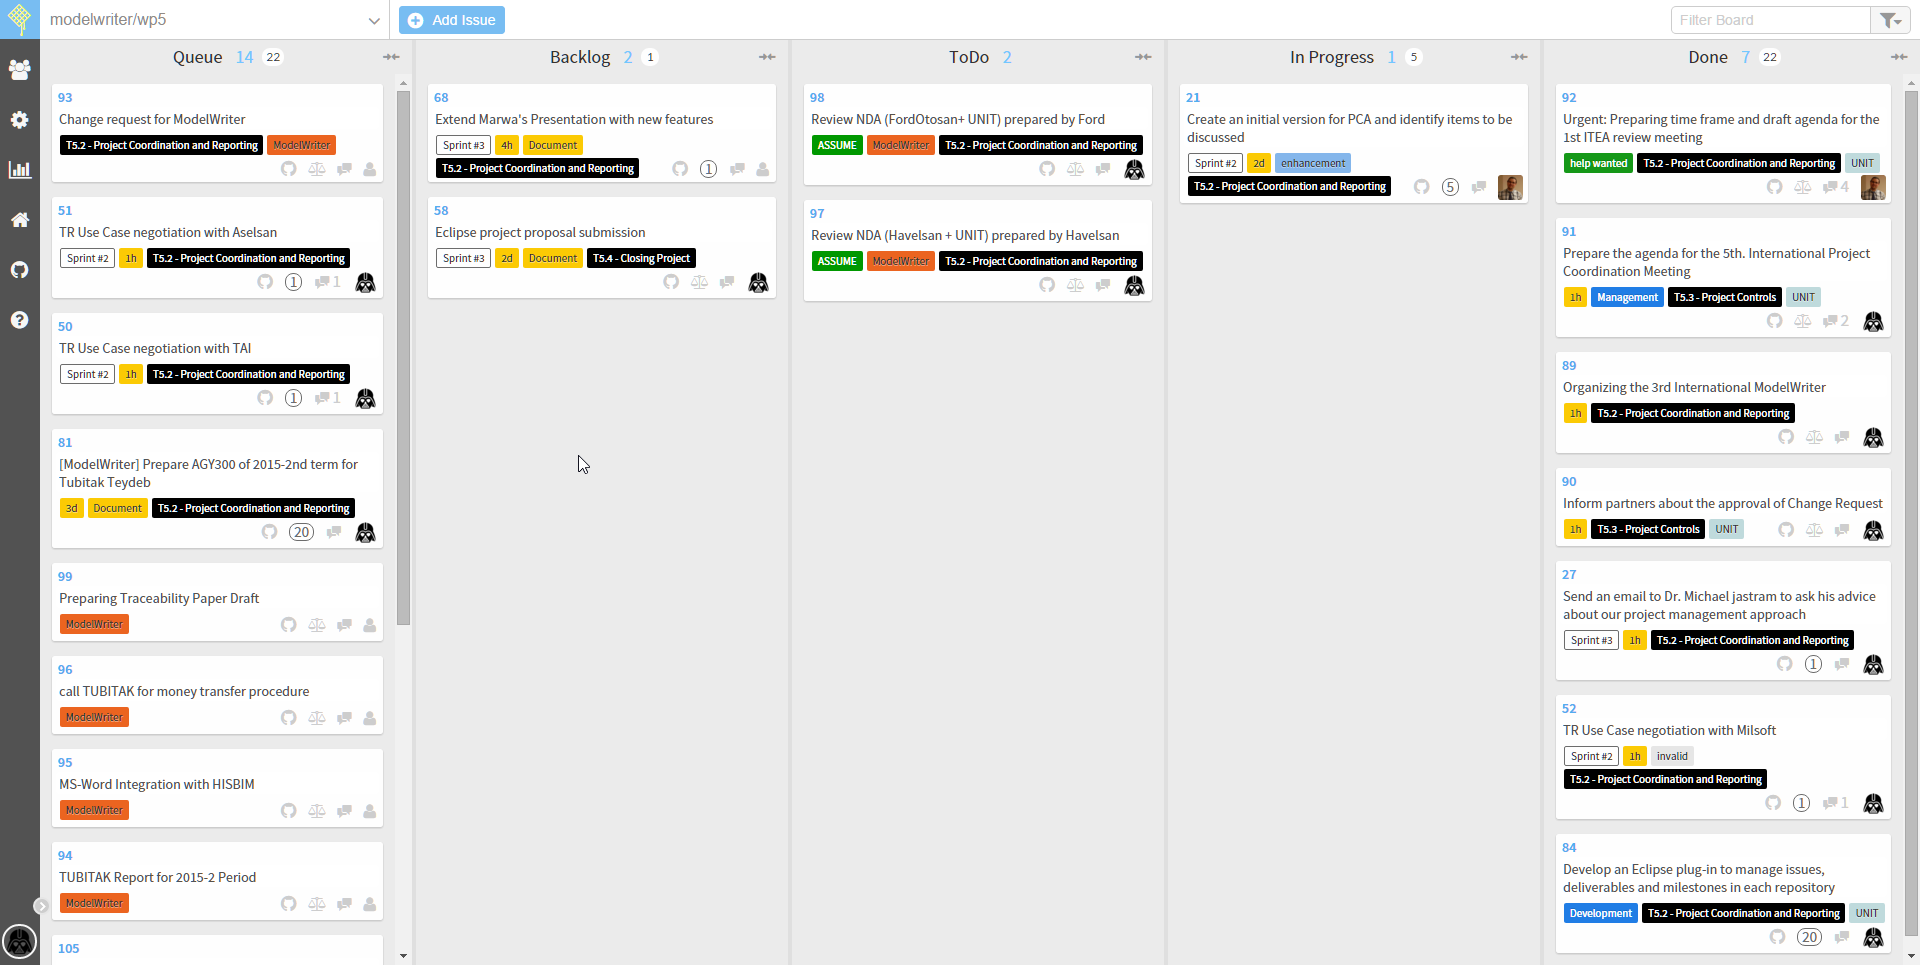 modelwriter/wp5
Add Issue
Filter Board
Queue 14 22
93
Change request for ModelWriter
T5.2 - Project Coordination and Reporting ModelWriter
51
TR Use Case negotiation with Aselsan
Sprint #2 1h T5.2 - Project Coordination and Reporting
1 1
50
TR Use Case negotiation with TAI
Sprint #2 1h T5.2 - Project Coordination and Reporting
1 1
81
[ModelWriter] Prepare AGY300 of 2015-2nd term for
Tubitak Teydeb
3d Document T5.2 - Project Coordination and Reporting
20
99
Preparing Traceability Paper Draft
ModelWriter
96
call TUBITAK for money transfer procedure
ModelWriter
95
MS-Word Integration with HISBIM
ModelWriter
94
TUBITAK Report for 2015-2 Period
ModelWriter
105
Backlog 2 1
68
Extend Marwa's Presentation with new features
Sprint #3 4h Document
T5.2 - Project Coordination and Reporting 1
58
Eclipse project proposal submission
Sprint #3 2d Document T5.4 - Closing Project
ToDo 2
98
Review NDA (FordOtosan+ UNIT) prepared by Ford
ASSUME ModelWriter T5.2 - Project Coordination and Reporting
97
Review NDA (Havelsan + UNIT) prepared by Havelsan
ASSUME ModelWriter T5.2 - Project Coordination and Reporting
In Progress 1 5
21
Create an initial version for PCA and identify items to be
discussed
Sprint #2 2d enhancement
T5.2 - Project Coordination and Reporting 5
Done 7 22
92
Urgent: Preparing time frame and draft agenda for the
1st ITEA review meeting
help wanted T5.2 - Project Coordination and Reporting UNIT
4
91
Prepare the agenda for the 5th. International Project
Coordination Meeting
1h Management T5.3 - Project Controls UNIT
2
89
Organizing the 3rd International ModelWriter
1h T5.2 - Project Coordination and Reporting
90
Inform partners about the approval of Change Request
1h T5.3 - Project Controls UNIT
27
Send an email to Dr. Michael jastram to ask his advice
about our project management approach
Sprint #3 1h T5.2 - Project Coordination and Reporting
1
52
TR Use Case negotiation with Milsoft
Sprint #2 1h invalid
T5.2 - Project Coordination and Reporting
1 1
84
Develop an Eclipse plug-in to manage issues,
deliverables and milestones in each repository
Development T5.2 - Project Coordination and Reporting UNIT
20